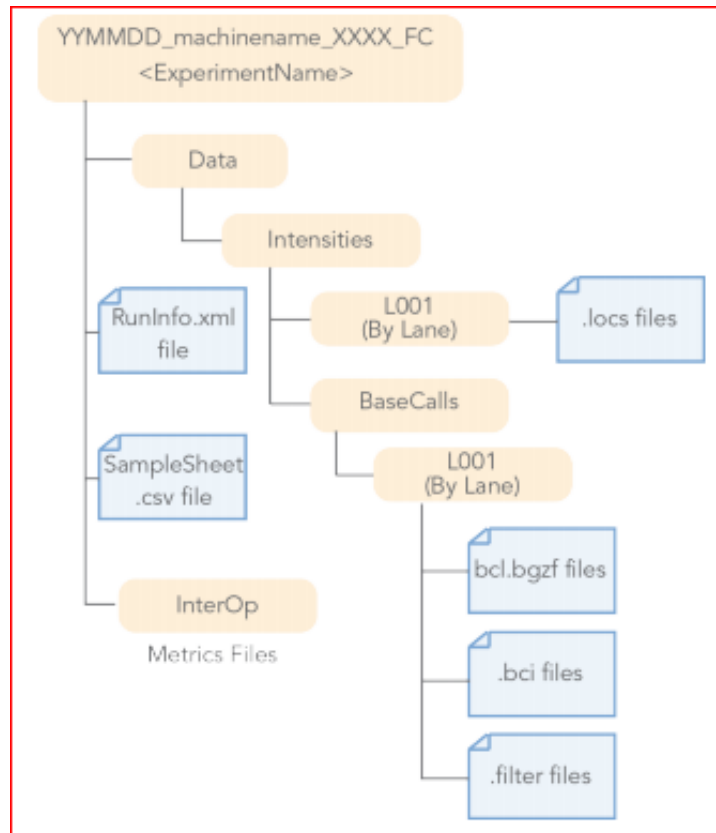 YYMMDD_machinename_XXXX_FC
<ExperimentName>
Data
Intensities
RunInfo.xml
file
L001
(By Lane)
.locs files
BaseCalls
SampleSheet
.csv file
L001
(By Lane)
bcl.bgzf files
InterOp
Metrics Files
.bci files
.filter files